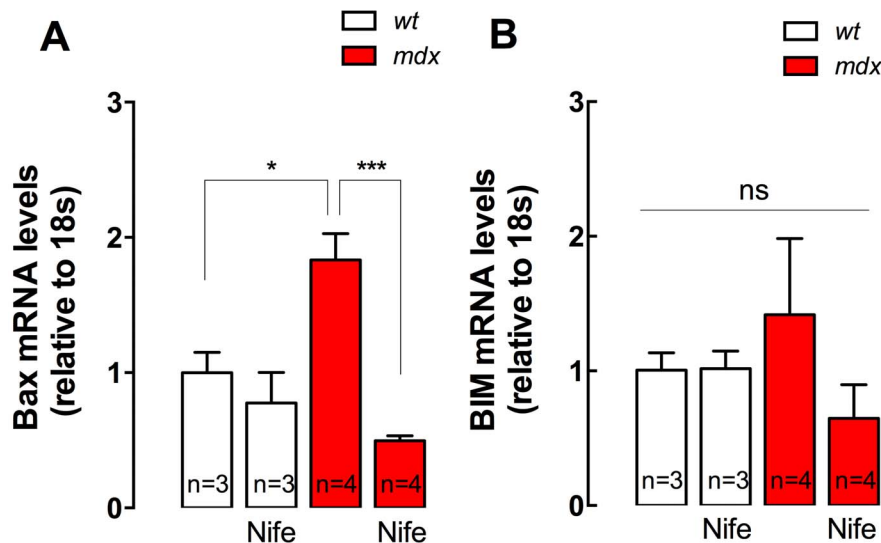 A
wt
mdx
Bax mRNA levels
(relative to 18s)
3
2
1
0
*
***
n=3
n=3
n=4
n=4
Nife
Nife
B
wt
mdx
BIM mRNA levels
(relative to 18s)
3
2
1
0
ns
n=3
n=3
n=4
n=4
Nife
Nife